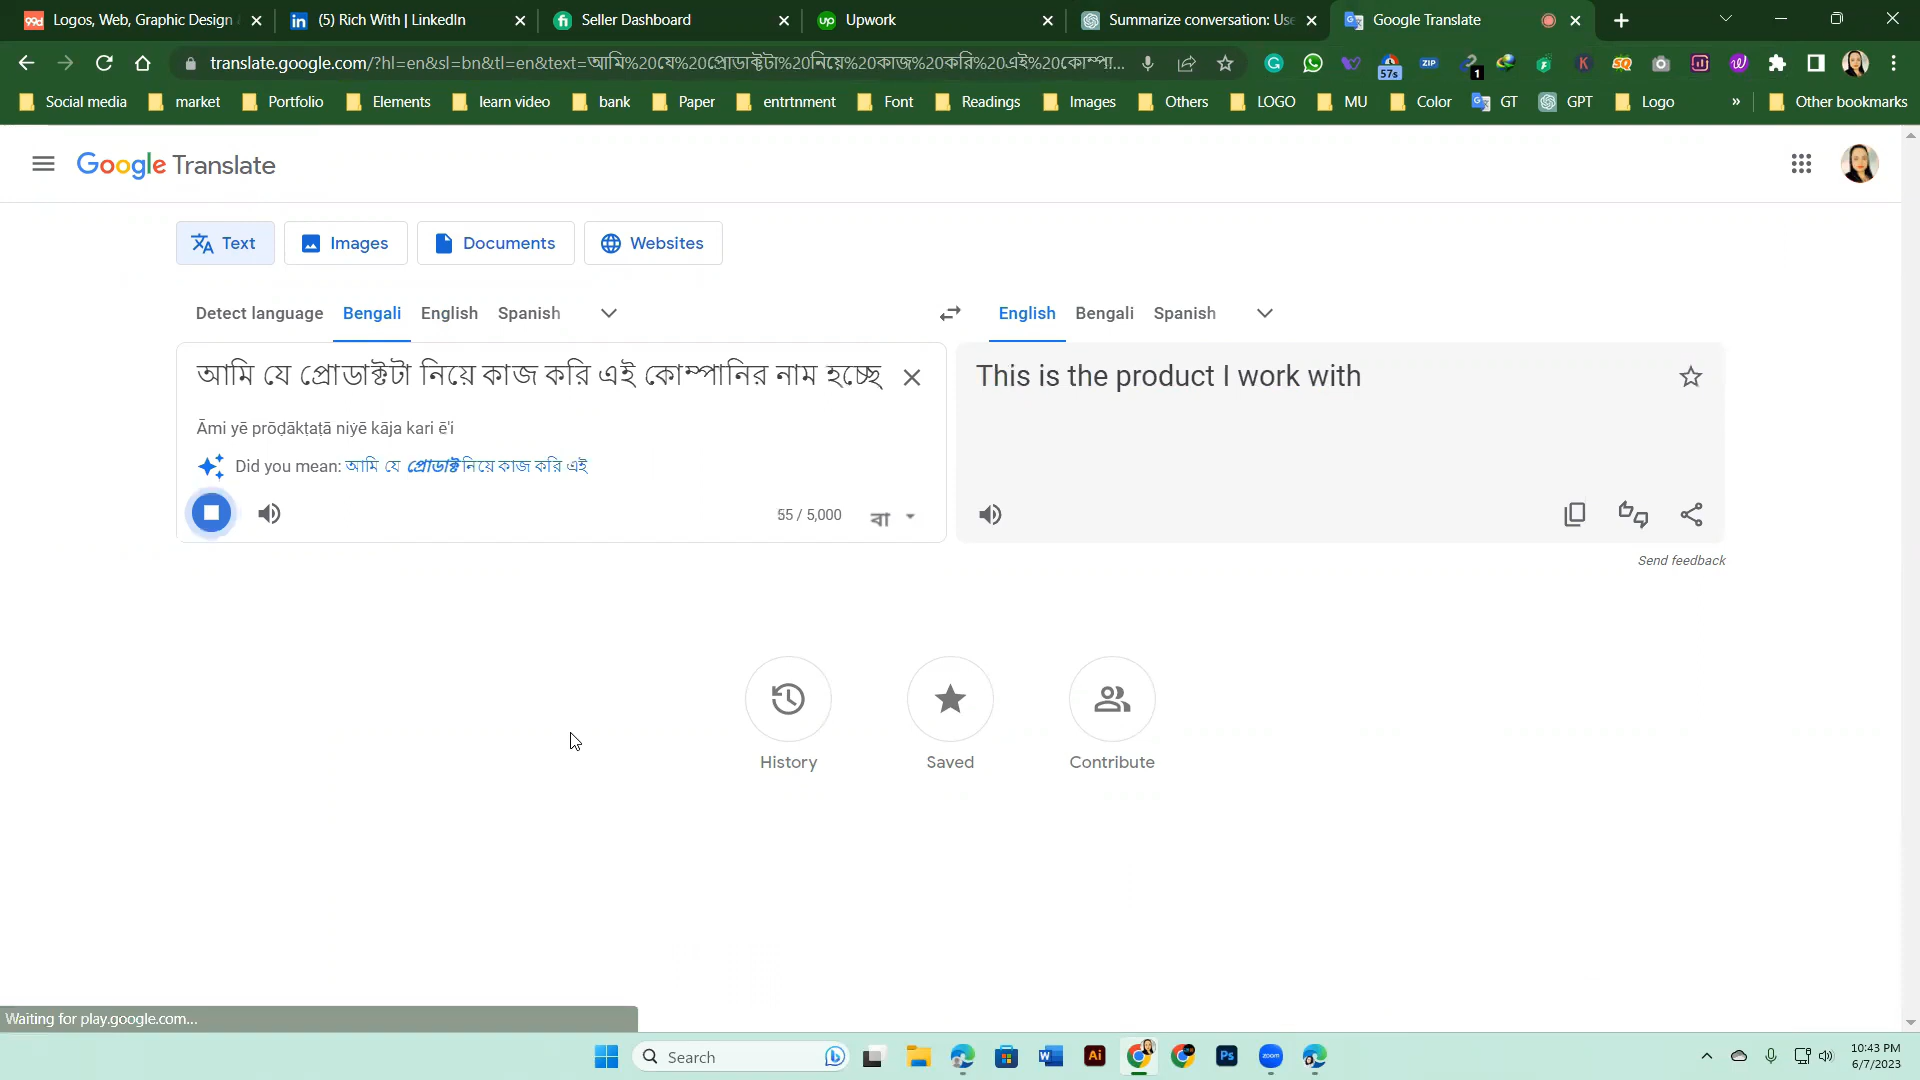 Logos, Web, Graphic Design
(5) Rich With | LinkedIn
Seller Dashboard
Upwork
Summarize conversation: Use
Google Translate
translate.google.com/?hl=en&sl=bn&tl=en&text=আমি%20যে%20প্রোডাক্টটা%20নিয়ে%20কাজ%20করি%20এই%20কোম্পা...
57s
ZIP
1
Social media
market
Portfolio
Elements
learn video
bank
Paper
entrtnment
Font
Readings
Images
Others
LOGO
MU
Color
GT
GPT
Logo
»
Other bookmarks
Google Translate
Text
Images
Documents
Websites
Detect language
Bengali
English
Spanish
English
Bengali
Spanish
আমি যে প্রোডাক্টটা নিয়ে কাজ করি এই কোম্পানির নাম হচ্ছে
This is the product I work with
Āmi yē prōḍākṭaṭā niẏē kāja kari ē'i
Did you mean: আমি যে প্রোডাক্ট নিয়ে কাজ করি এই
55 / 5,000
বা
Send feedback
History
Saved
Contribute
Waiting for play.google.com...
Search
10:43 PM
6/7/2023